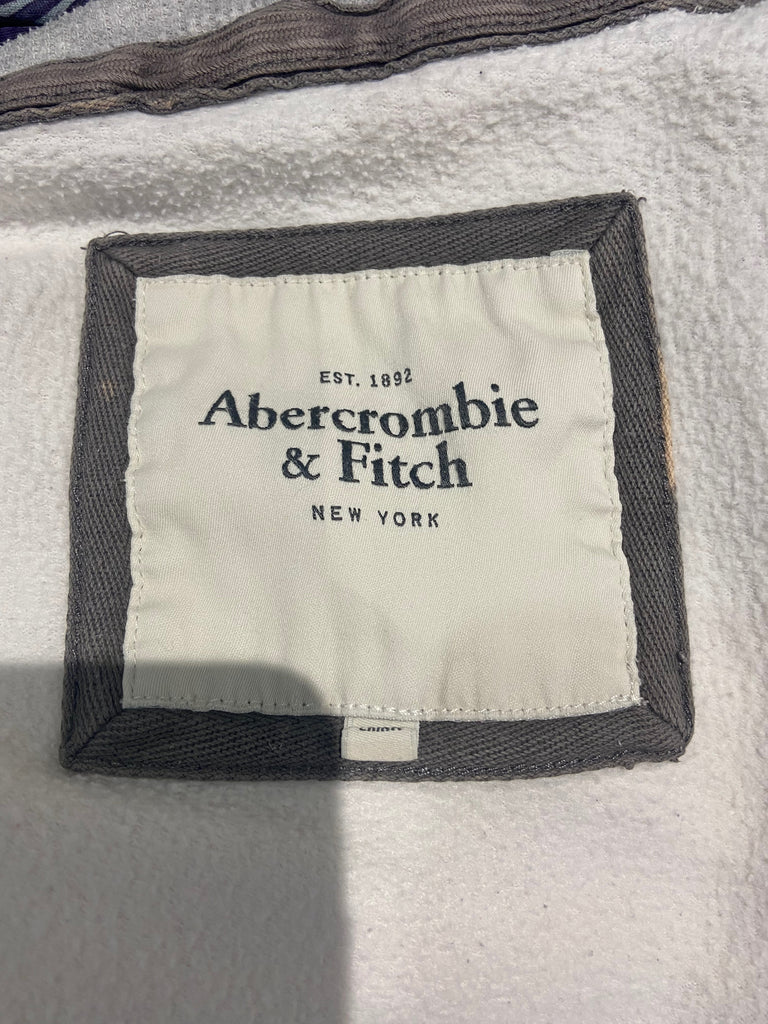 EST. 1892
Abercrombie
& Fitch
NEW YORK